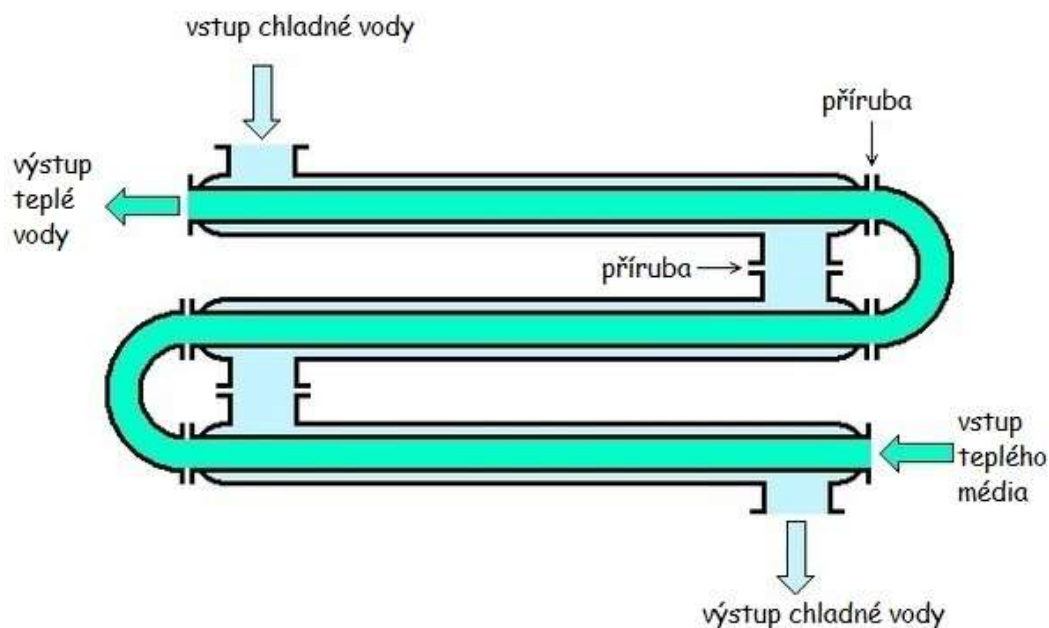 vstup chladné vody
příruba
výstup
teplé
vody
příruba
vstup
teplého
média
výstup chladné vody